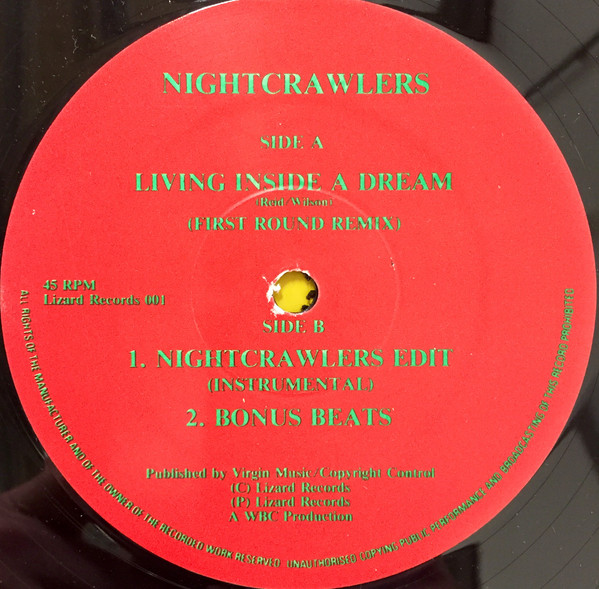 NIGHTCRAWLERS
SIDE A
LIVING INSIDE A DREAM
(Reid/Wilson)
(FIRST ROUND REMIX)
45 RPM
Lizard Records 001
SIDE B
1. NIGHTCRAWLERS EDIT
(INSTRUMENTAL)
2. BONUS BEATS
Published by Virgin Music/Copyright Control
(C) Lizard Records
(P) Lizard Records
A WBC Production
ALL RIGHTS OF THE MANUFACTURER AND OF THE OWNER OF THE RECORDED WORK RESERVED. UNAUTHORISED COPYING PUBLIC PERFORMANCE AND BROADCASTING OF THIS RECORD PROHIBITED